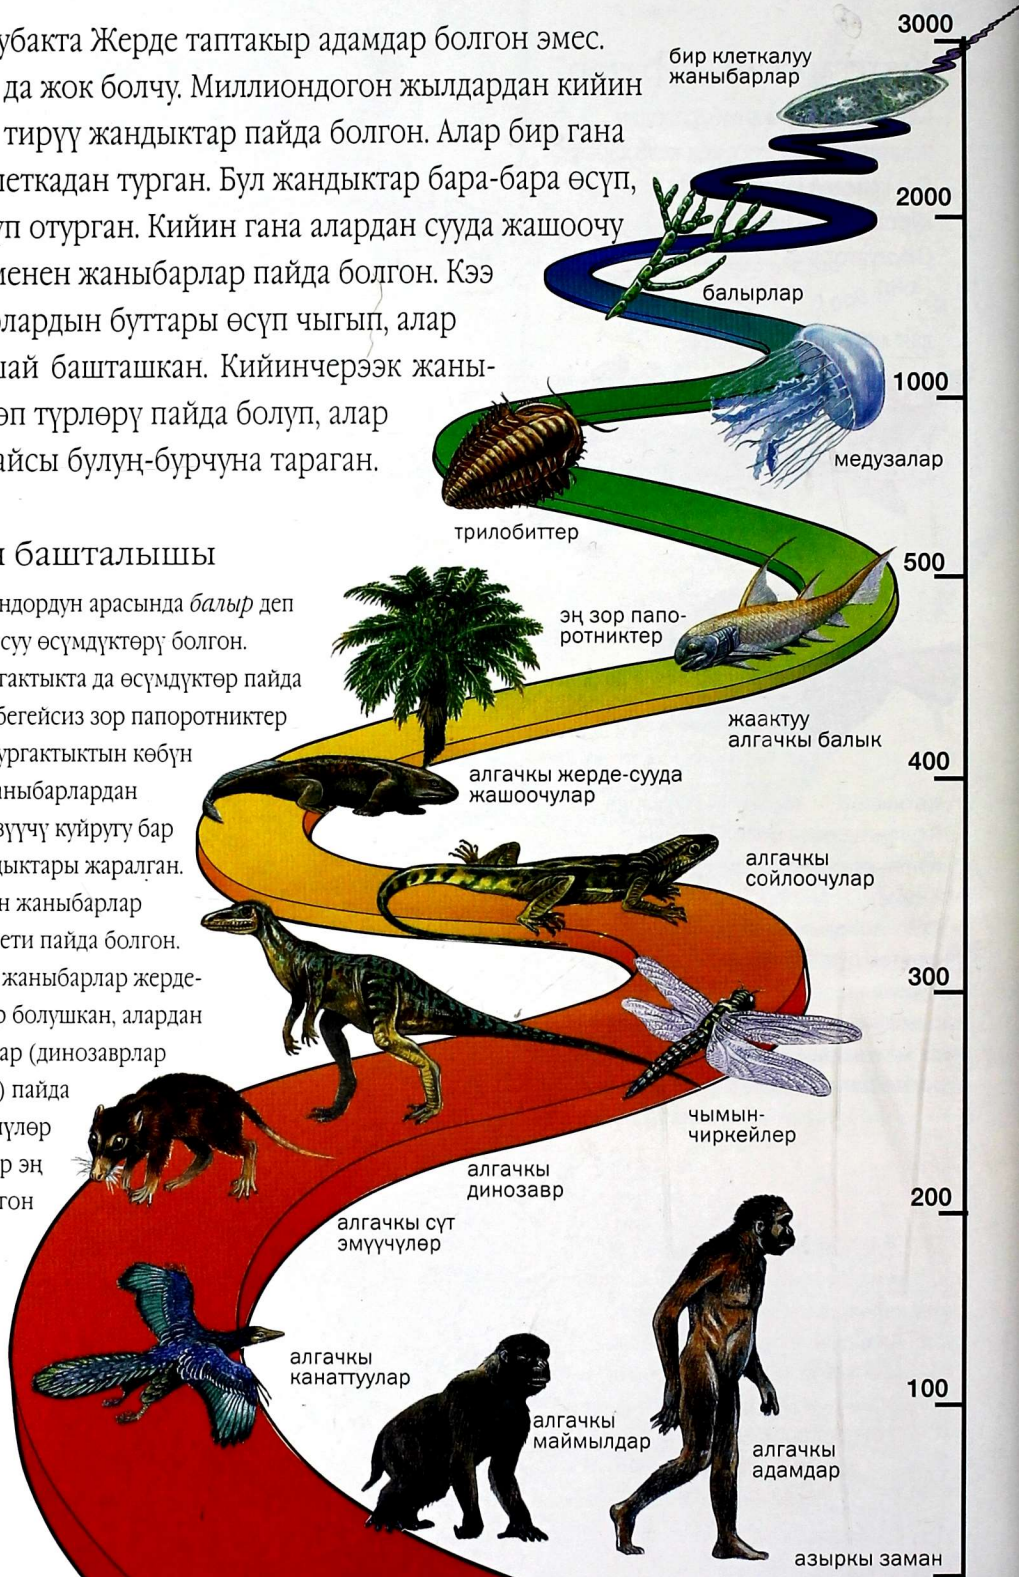 убакта Жерде таптакыр адамдар болгон эмес.
да жок болчу. Миллиондогон жылдардан кийин
тирүү жандыктар пайда болгон. Алар бир гана
леткадан турган. Бул жандыктар бара-бара өсүп,
үп отурган. Кийин гана алардан сууда жашоочу
менен жаныбарлар пайда болгон. Кээ
лардын буттары өсүп чыгып, алар
шай башташкан. Кийинчерээк жаны-
өп түрлөрү пайда болуп, алар
айсы булуң-бурчуна тараган.
башталышы
ндордун арасында балыр деп
суу өсүмдүктөрү болгон.
гактыкта да өсүмдүктөр пайда
бегейсиз зор папоротниктер
ургактыктын көбүн
аныбарлардан
зүүчү куйругу бар
дыктары жаралган.
н жаныбарлар
ети пайда болгон.
жаныбарлар жерде-
р болушкан, алардан
ар (динозаврлар
) пайда
чүлөр
р эң
гон
3000
бир клеткалуу
жаныбарлар
2000
балырлар
1000
медузалар
трилобиттер
500
эң зор папо-
ротниктер
жаактуу
алгачкы балык
400
алгачкы жерде-сууда
жашоочулар
алгачкы
сойлоочулар
300
чымын-
чиркейлер
алгачкы
динозавр
200
алгачкы сүт
эмүүчүлөр
алгачкы
канаттуулар
100
алгачкы
маймылдар
алгачкы
адамдар
азыркы заман